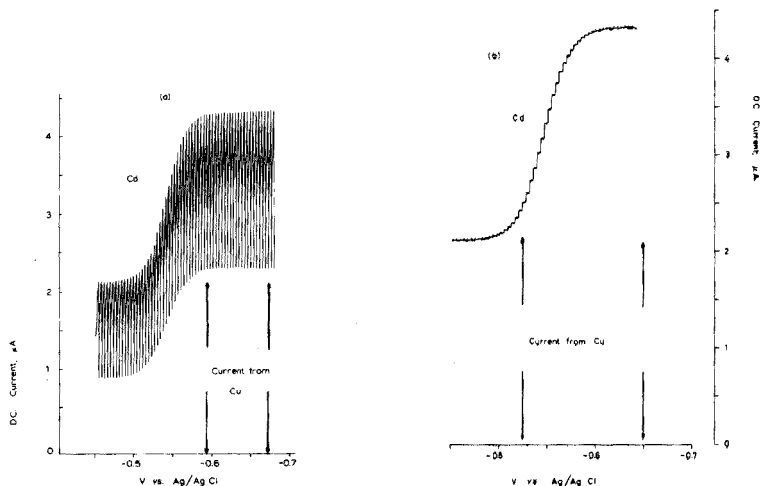 (a)
Cd
4
3
2
1
0
D.C. Current, μA
Current from
Cu
-0.5
-0.6
-0.7
V vs. Ag/Ag Cl
(b)
Cd
4
3
2
1
0
D.C. Current, μA
Current from Cu
-0.5
-0.6
-0.7
V vs Ag/Ag Cl